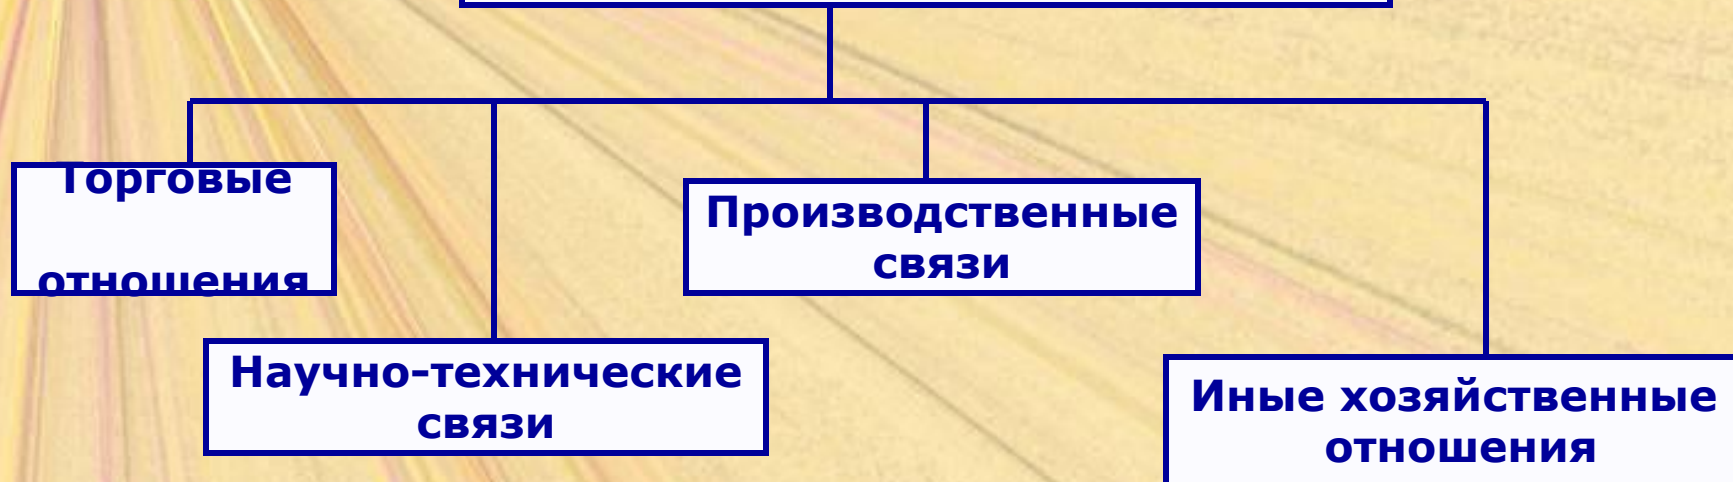 Торговые
отношения
Производственные
связи
Научно-технические
связи
Иные хозяйственные
отношения